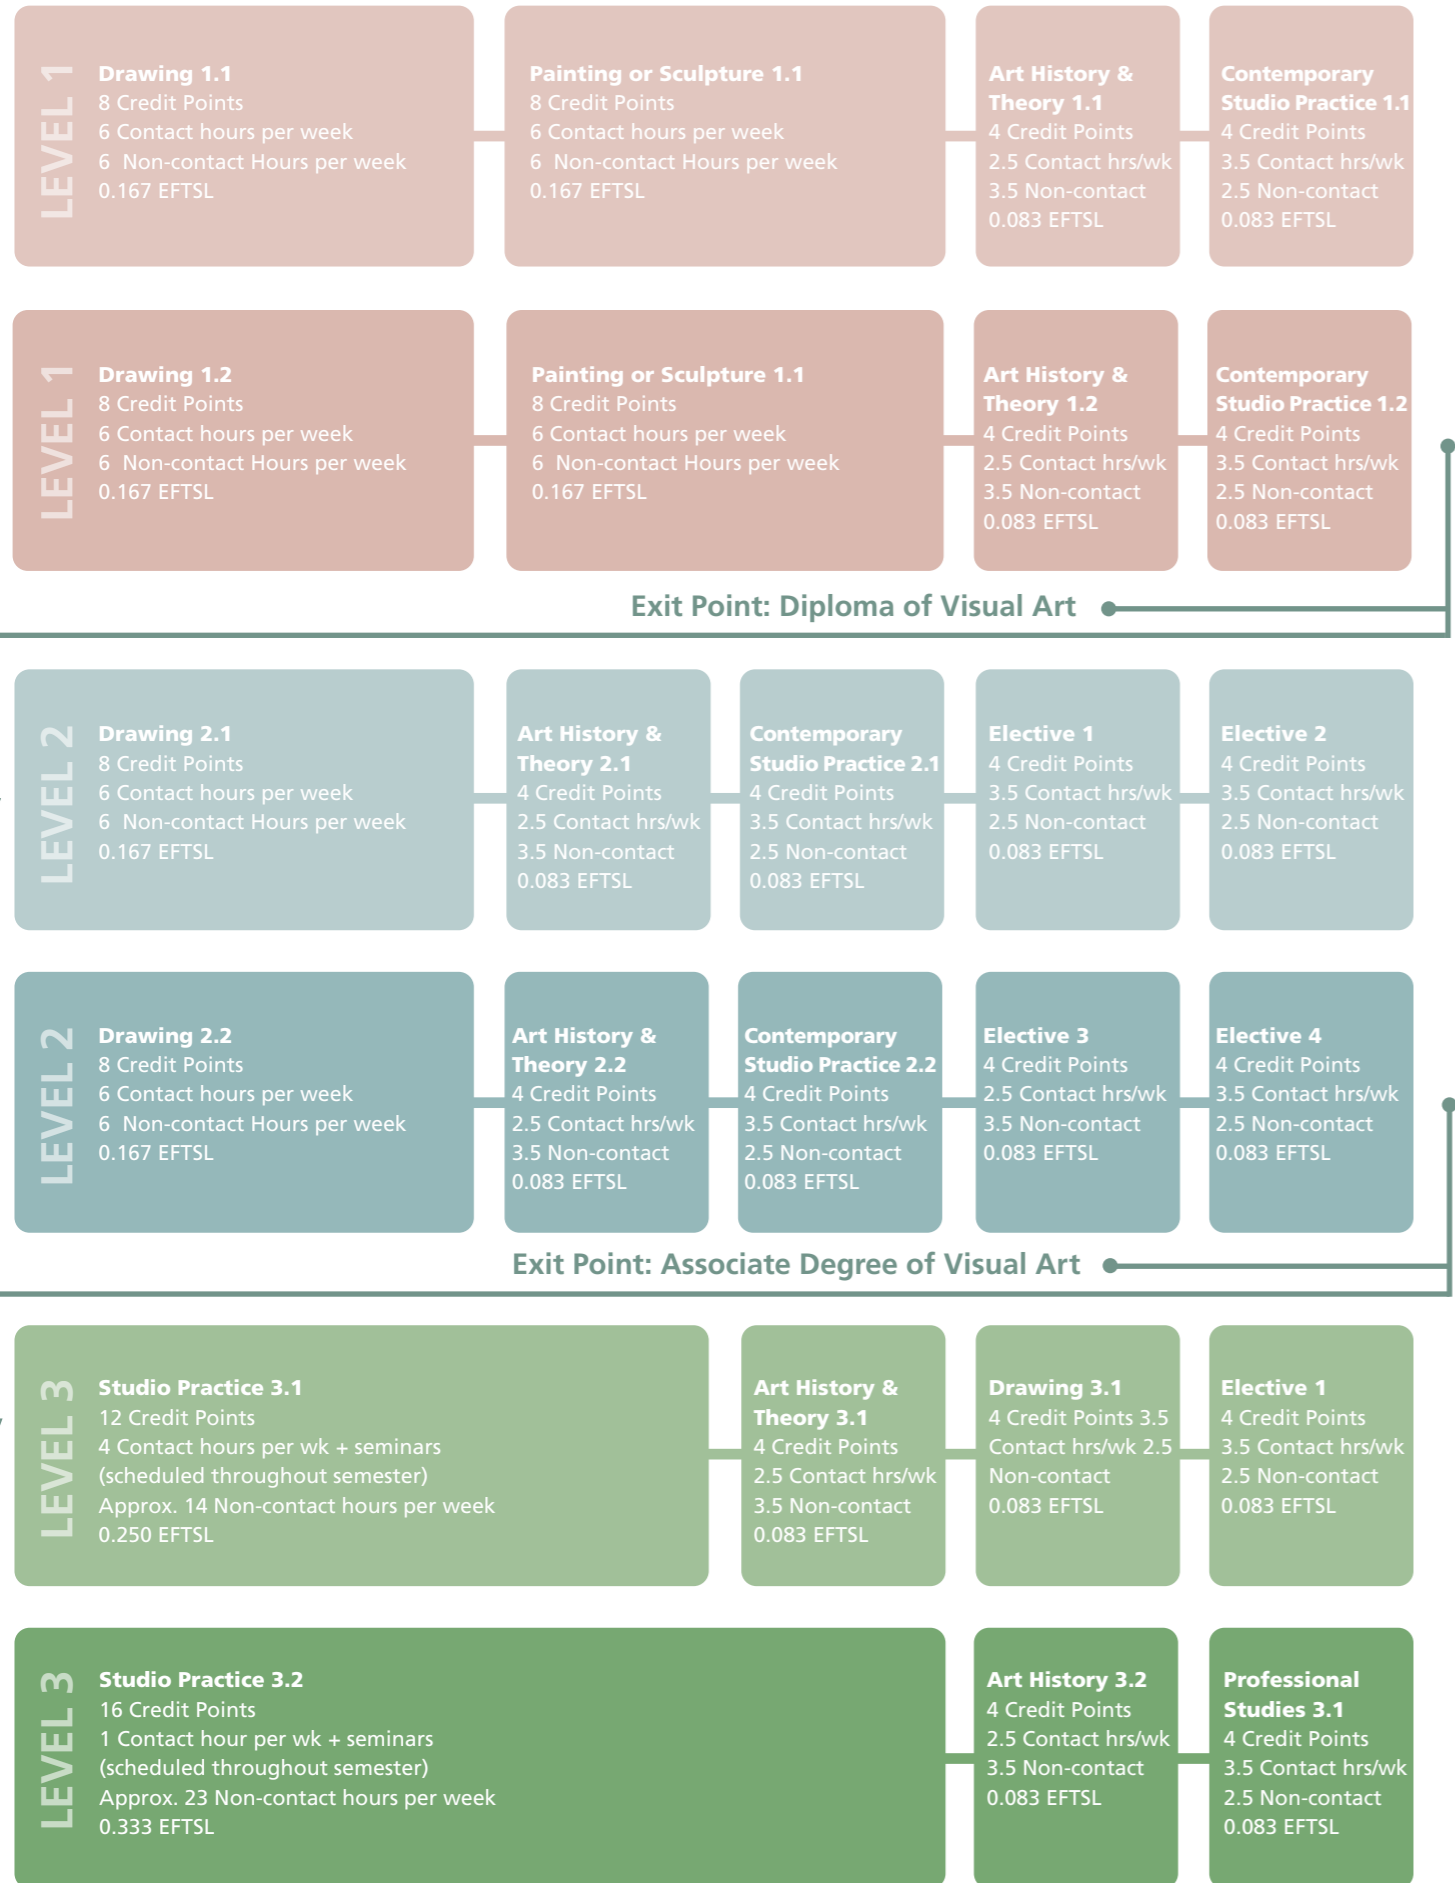 LEVEL 1
Drawing 1.1
8 Credit Points
6 Contact hours per week
6  Non-contact Hours per week
0.167 EFTSL
Painting or Sculpture 1.1
8 Credit Points
6 Contact hours per week
6  Non-contact Hours per week
0.167 EFTSL
Art History &
Theory 1.1
4 Credit Points
2.5 Contact hrs/wk
3.5 Non-contact
0.083 EFTSL
Contemporary
Studio Practice 1.1
4 Credit Points
3.5 Contact hrs/wk
2.5 Non-contact
0.083 EFTSL
LEVEL 1
Drawing 1.2
8 Credit Points
6 Contact hours per week
6  Non-contact Hours per week
0.167 EFTSL
Painting or Sculpture 1.1
8 Credit Points
6 Contact hours per week
6  Non-contact Hours per week
0.167 EFTSL
Art History &
Theory 1.2
4 Credit Points
2.5 Contact hrs/wk
3.5 Non-contact
0.083 EFTSL
Contemporary
Studio Practice 1.2
4 Credit Points
3.5 Contact hrs/wk
2.5 Non-contact
0.083 EFTSL
Exit Point: Diploma of Visual Art
LEVEL 2
Drawing 2.1
8 Credit Points
6 Contact hours per week
6  Non-contact Hours per week
0.167 EFTSL
Art History &
Theory 2.1
4 Credit Points
2.5 Contact hrs/wk
3.5 Non-contact
0.083 EFTSL
Contemporary
Studio Practice 2.1
4 Credit Points
3.5 Contact hrs/wk
2.5 Non-contact
0.083 EFTSL
Elective 1
4 Credit Points
3.5 Contact hrs/wk
2.5 Non-contact
0.083 EFTSL
Elective 2
4 Credit Points
3.5 Contact hrs/wk
2.5 Non-contact
0.083 EFTSL
LEVEL 2
Drawing 2.2
8 Credit Points
6 Contact hours per week
6  Non-contact Hours per week
0.167 EFTSL
Art History &
Theory 2.2
4 Credit Points
2.5 Contact hrs/wk
3.5 Non-contact
0.083 EFTSL
Contemporary
Studio Practice 2.2
4 Credit Points
3.5 Contact hrs/wk
2.5 Non-contact
0.083 EFTSL
Elective 3
4 Credit Points
2.5 Contact hrs/wk
3.5 Non-contact
0.083 EFTSL
Elective 4
4 Credit Points
3.5 Contact hrs/wk
2.5 Non-contact
0.083 EFTSL
Exit Point: Associate Degree of Visual Art
LEVEL 3
Studio Practice 3.1
12 Credit Points
4 Contact hours per wk + seminars
(scheduled throughout semester)
Approx. 14 Non-contact hours per week
0.250 EFTSL
Art History &
Theory 3.1
4 Credit Points
2.5 Contact hrs/wk
3.5 Non-contact
0.083 EFTSL
Drawing 3.1
4 Credit Points 3.5
Contact hrs/wk 2.5
Non-contact
0.083 EFTSL
Elective 1
4 Credit Points
3.5 Contact hrs/wk
2.5 Non-contact
0.083 EFTSL
LEVEL 3
Studio Practice 3.2
16 Credit Points
1 Contact hour per wk + seminars
(scheduled throughout semester)
Approx. 23 Non-contact hours per week
0.333 EFTSL
Art History 3.2
4 Credit Points
2.5 Contact hrs/wk
3.5 Non-contact
0.083 EFTSL
Professional
Studies 3.1
4 Credit Points
3.5 Contact hrs/wk
2.5 Non-contact
0.083 EFTSL